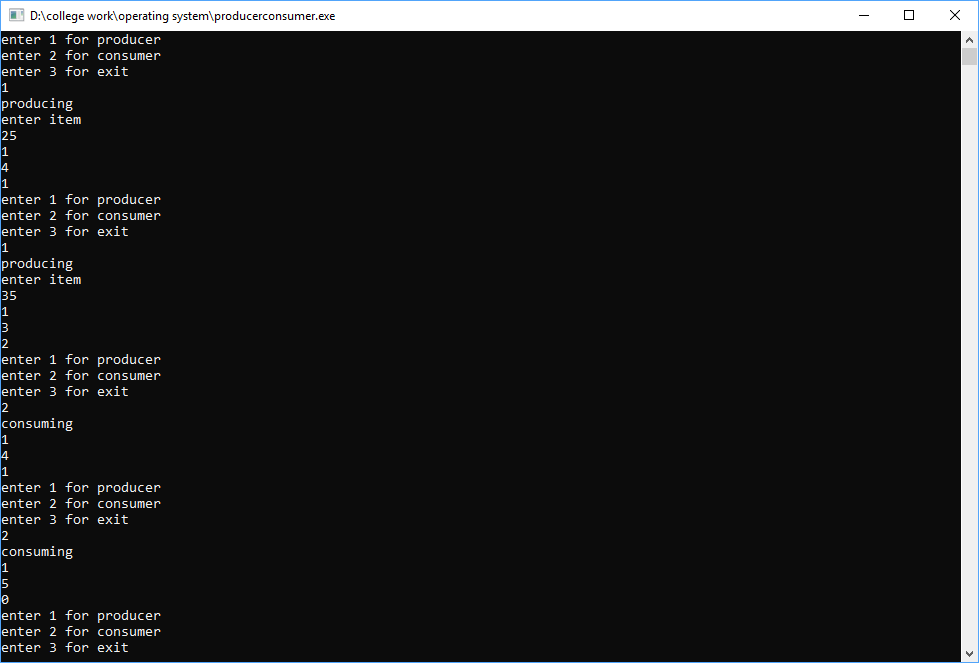 D:\college work\operating system\producerconsumer.exe
enter 1 for producer
enter 2 for consumer
enter 3 for exit
1
producing
enter item
25
1
4
1
enter 1 for producer
enter 2 for consumer
enter 3 for exit
1
producing
enter item
35
1
3
2
enter 1 for producer
enter 2 for consumer
enter 3 for exit
2
consuming
1
4
1
enter 1 for producer
enter 2 for consumer
enter 3 for exit
2
consuming
1
5
0
enter 1 for producer
enter 2 for consumer
enter 3 for exit